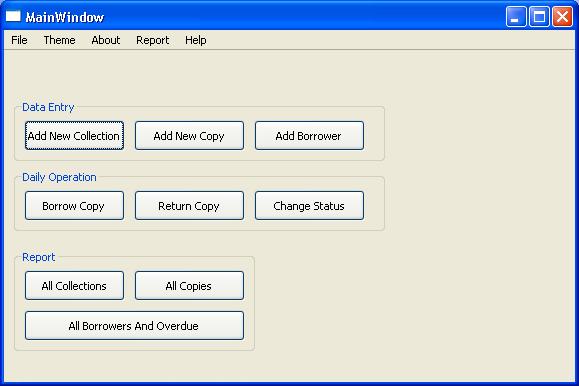 MainWindow
File Theme About Report Help
Data Entry
Add New Collection Add New Copy Add Borrower
Daily Operation
Borrow Copy Return Copy Change Status
Report
All Collections All Copies
All Borrowers And Overdue